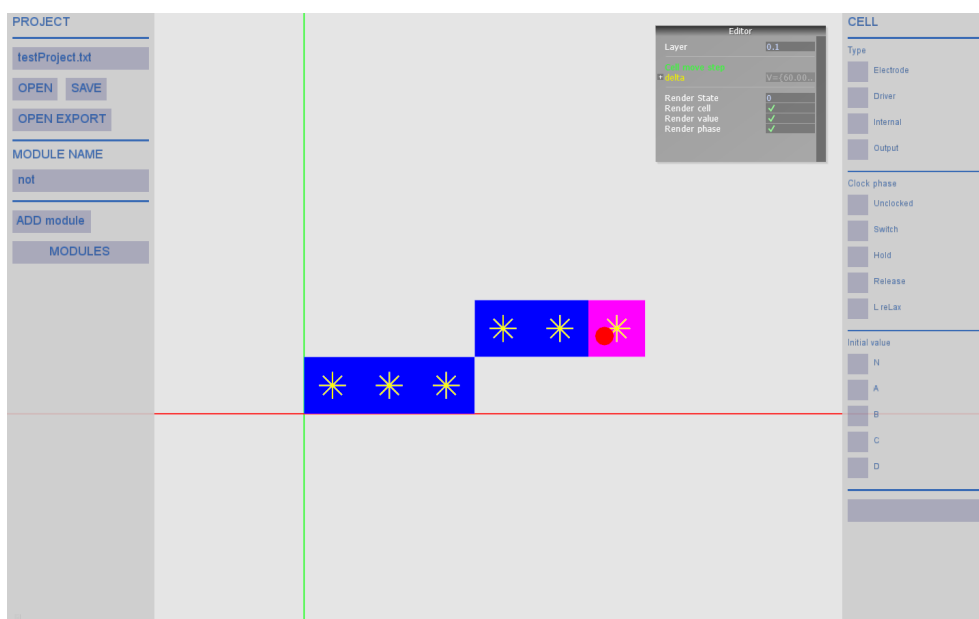 PROJECT
testProject.txt
OPEN SAVE
OPEN EXPORT
MODULE NAME
not
ADD module
MODULES
Editor
Layer 0.1
delta V={60.00..
Render State 0
Render cell
Render value
Render phase
CELL
Type
Electrode
Driver
Internal
Output
Clock phase
Unclocked
Switch
Hold
Release
L reLax
Initial value
N
A
B
C
D